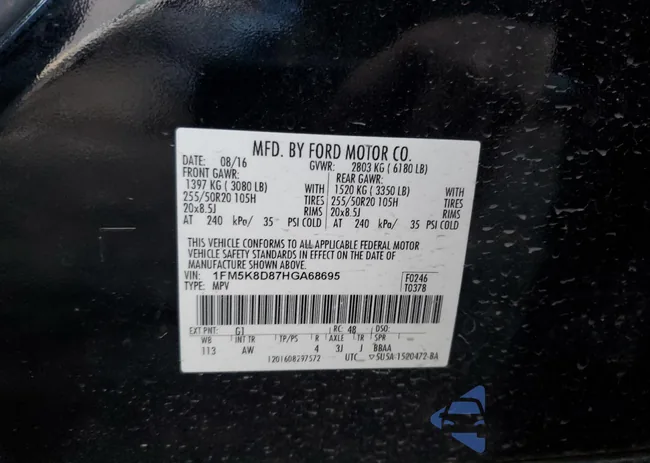 MFD. BY FORD MOTOR CO.
DATE: 08/16 GVWR: 2803 KG ( 6180 LB)
FRONT GAWR: REAR GAWR:
1397 KG ( 3080 LB) WITH 1520 KG ( 3350 LB) WITH
255/50R20 105H TIRES 255/50R20 105H TIRES
20x8.5J RIMS 20x8.5J RIMS
AT 240 kPa/ 35 PSI COLD AT 240 kPa/ 35 PSI COLD
THIS VEHICLE CONFORMS TO ALL APPLICABLE FEDERAL MOTOR
VEHICLE SAFETY STANDARDS IN EFFECT ON THE DATE OF
MANUFACTURE SHOWN ABOVE.
VIN: 1FM5K8D87HGA68695 F0246
TYPE: MPV T0378
EXT PNT: G1 RC: 48 DSO:
WB INT TR TP/PS R AXLE TR SPR
113 AW 4 3J J BBAA
1201608297572 UTC 5U5A 1520472-BA